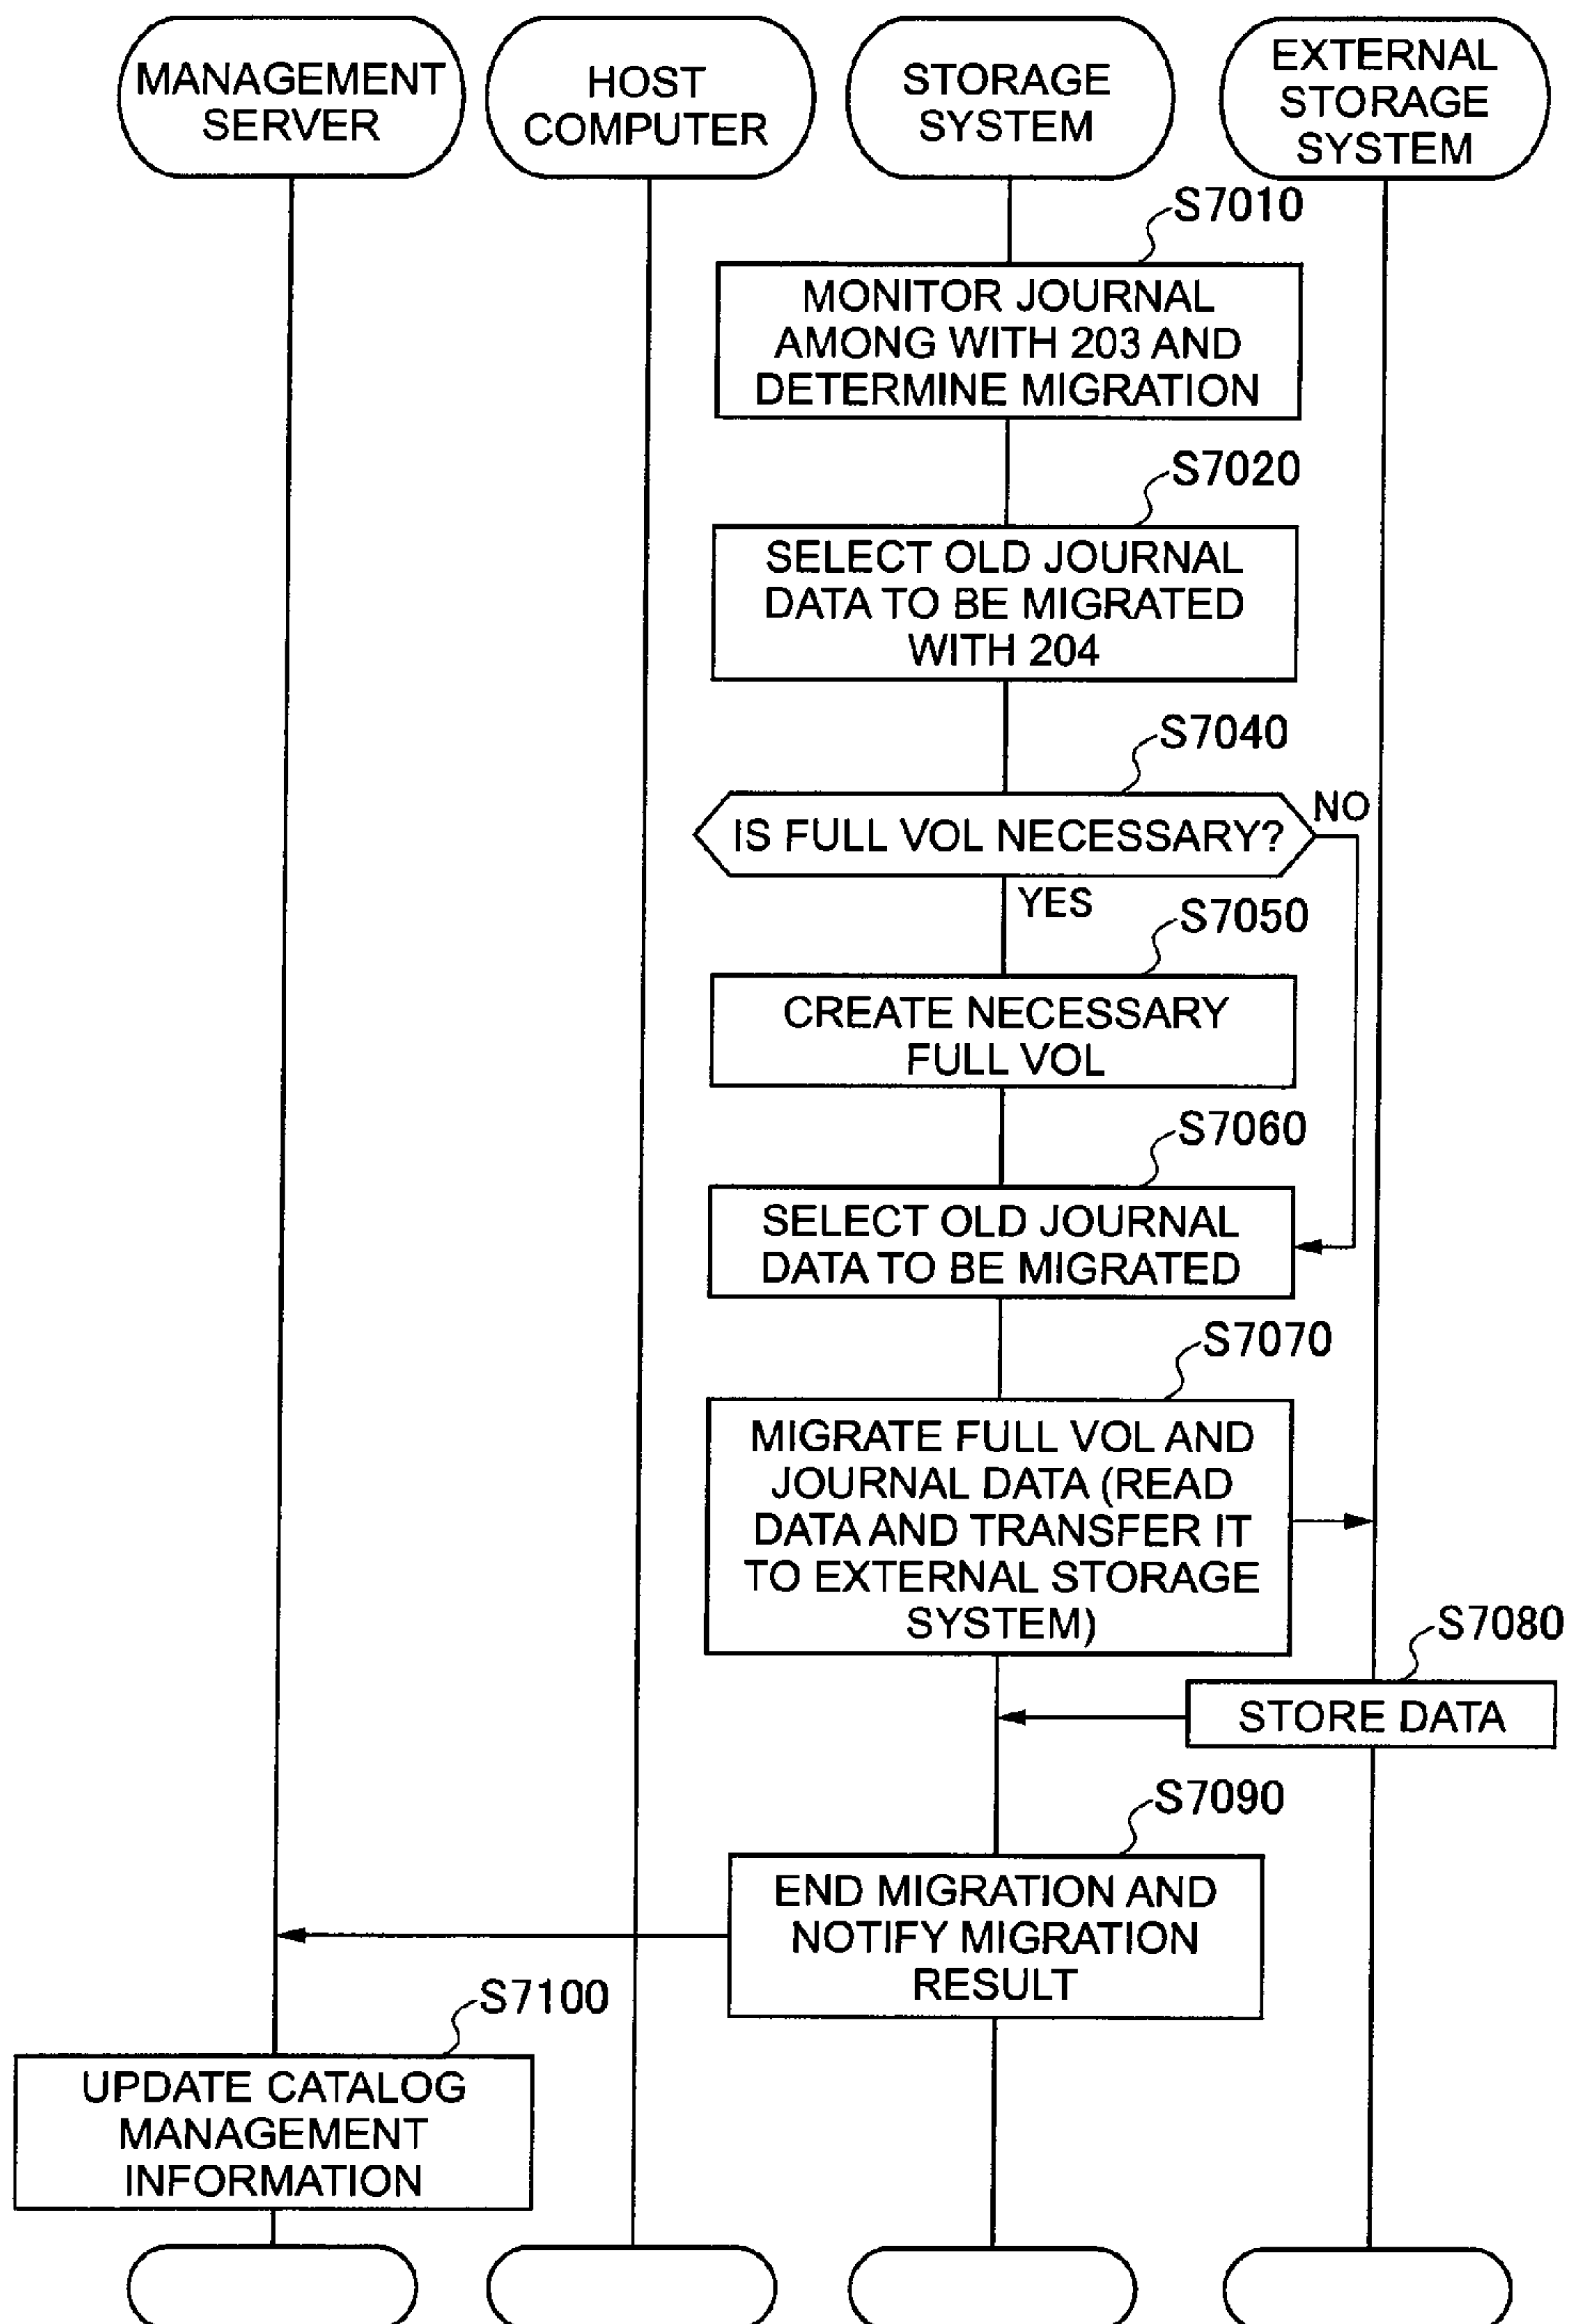 MANAGEMENT
SERVER
HOST
COMPUTER
STORAGE
SYSTEM
EXTERNAL
STORAGE
SYSTEM
S7010
MONITOR JOURNAL
AMONG WITH 203 AND
DETERMINE MIGRATION
S7020
SELECT OLD JOURNAL
DATA TO BE MIGRATED
WITH 204
S7040
IS FULL VOL NECESSARY?
NO
YES
S7050
CREATE NECESSARY
FULL VOL
S7060
SELECT OLD JOURNAL
DATA TO BE MIGRATED
S7070
MIGRATE FULL VOL AND
JOURNAL DATA (READ
DATA AND TRANSFER IT
TO EXTERNAL STORAGE
SYSTEM)
S7080
STORE DATA
S7090
END MIGRATION AND
NOTIFY MIGRATION
RESULT
S7100
UPDATE CATALOG
MANAGEMENT
INFORMATION